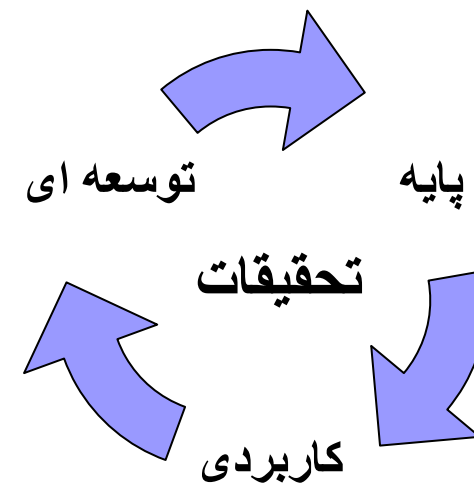 توسعه ای
پایه
تحقیقات
کاربردی